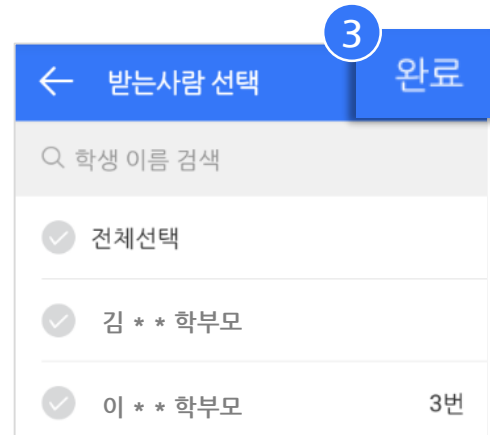 3
완료
받는사람 선택
학생 이름 검색
전체선택
김 * * 학부모
이 * * 학부모 3번